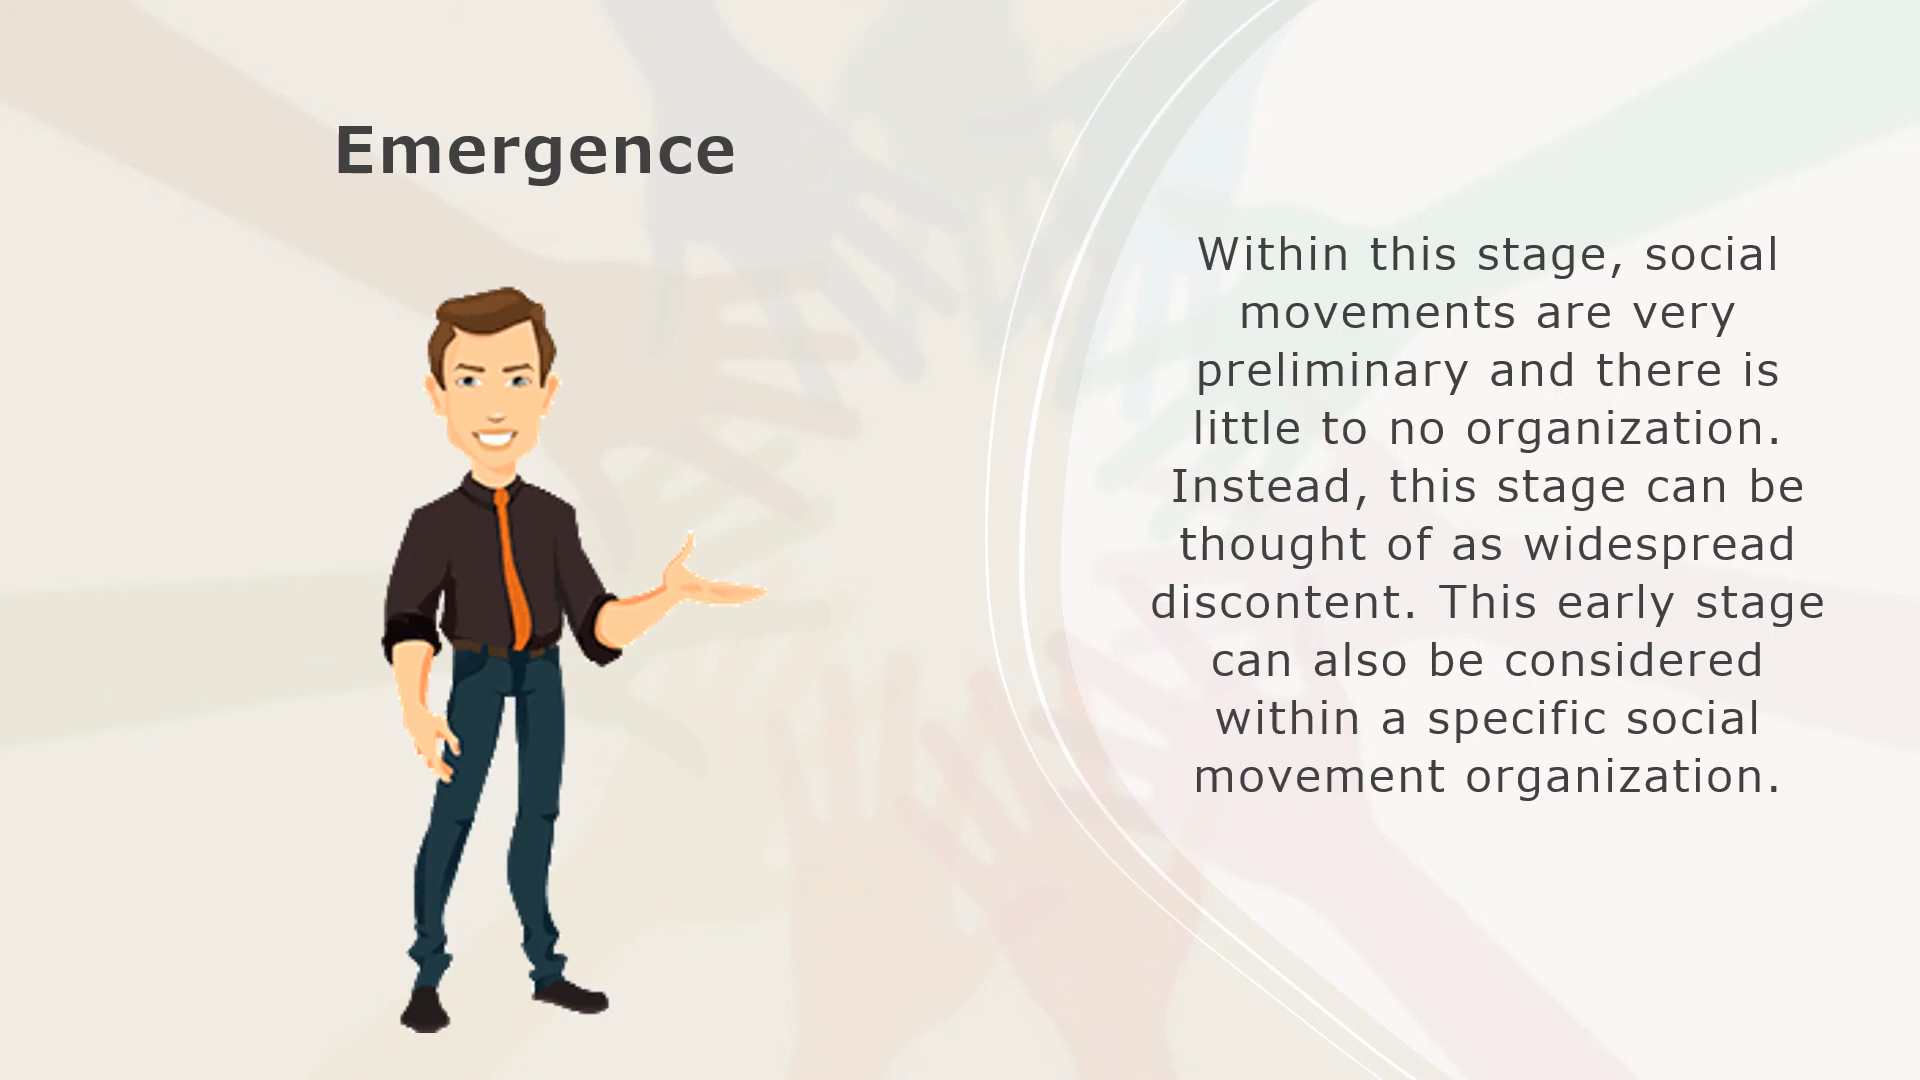 Emergence
Within this stage, social
movements are very
preliminary and there is
little to no organization.
Instead, this stage can be
thought of as widespread
discontent. This early stage
can also be considered
within a specific social
movement organization.